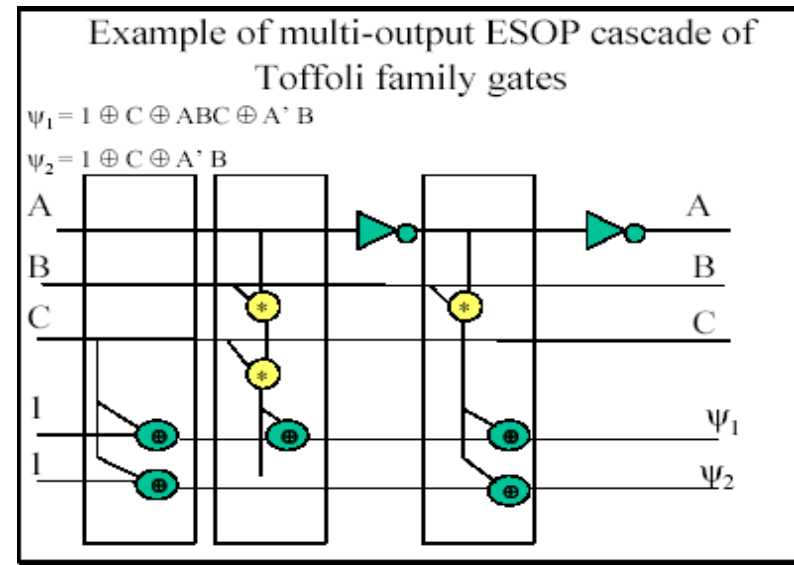 Example of multi-output ESOP cascade of
Toffoli family gates
ψ₁ = 1 ⊕ C ⊕ ABC ⊕ A' B
ψ₂ = 1 ⊕ C ⊕ A' B
A A
B B
* *
C C
*
1 ⊕ ⊕ ⊕ ψ₁
1 ⊕ ⊕ ψ₂